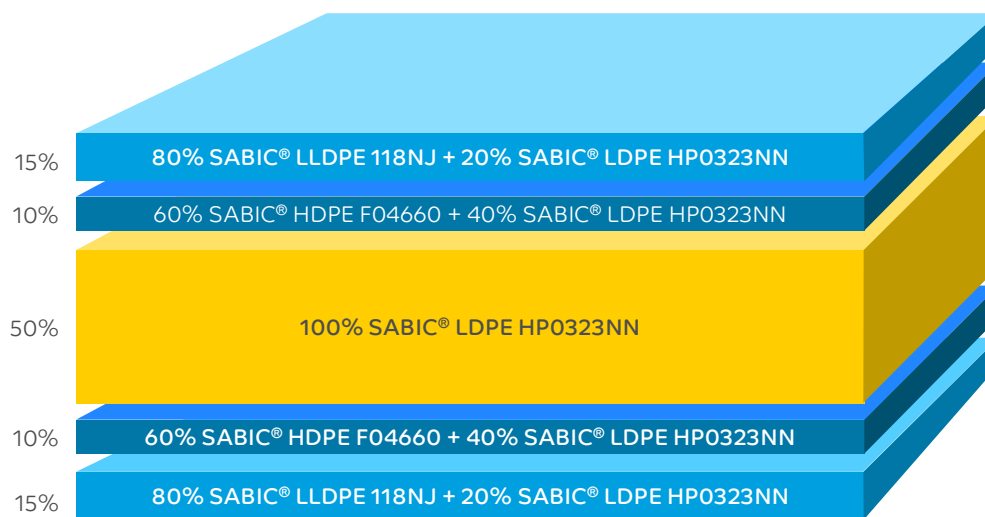 15% 80% SABIC® LLDPE 118NJ + 20% SABIC® LDPE HP0323NN
10% 60% SABIC® HDPE F04660 + 40% SABIC® LDPE HP0323NN
50% 100% SABIC® LDPE HP0323NN
10% 60% SABIC® HDPE F04660 + 40% SABIC® LDPE HP0323NN
15% 80% SABIC® LLDPE 118NJ + 20% SABIC® LDPE HP0323NN